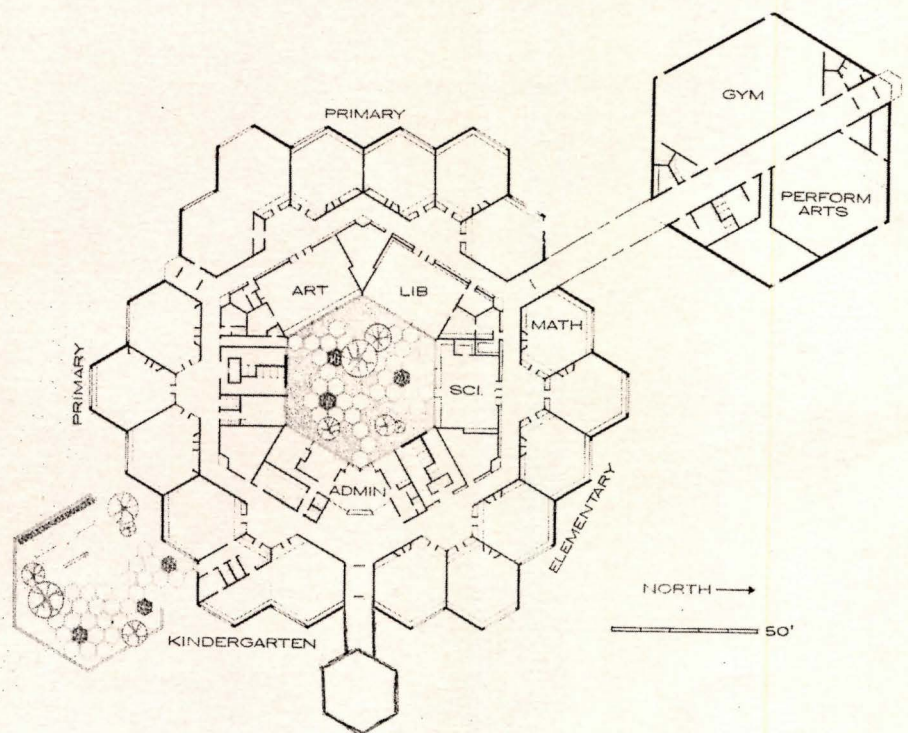 PRIMARY
GYM
PERFORM
ARTS
ART
LIB
MATH
PRIMARY
SCI.
ADMIN
ELEMENTARY
NORTH
50'
KINDERGARTEN